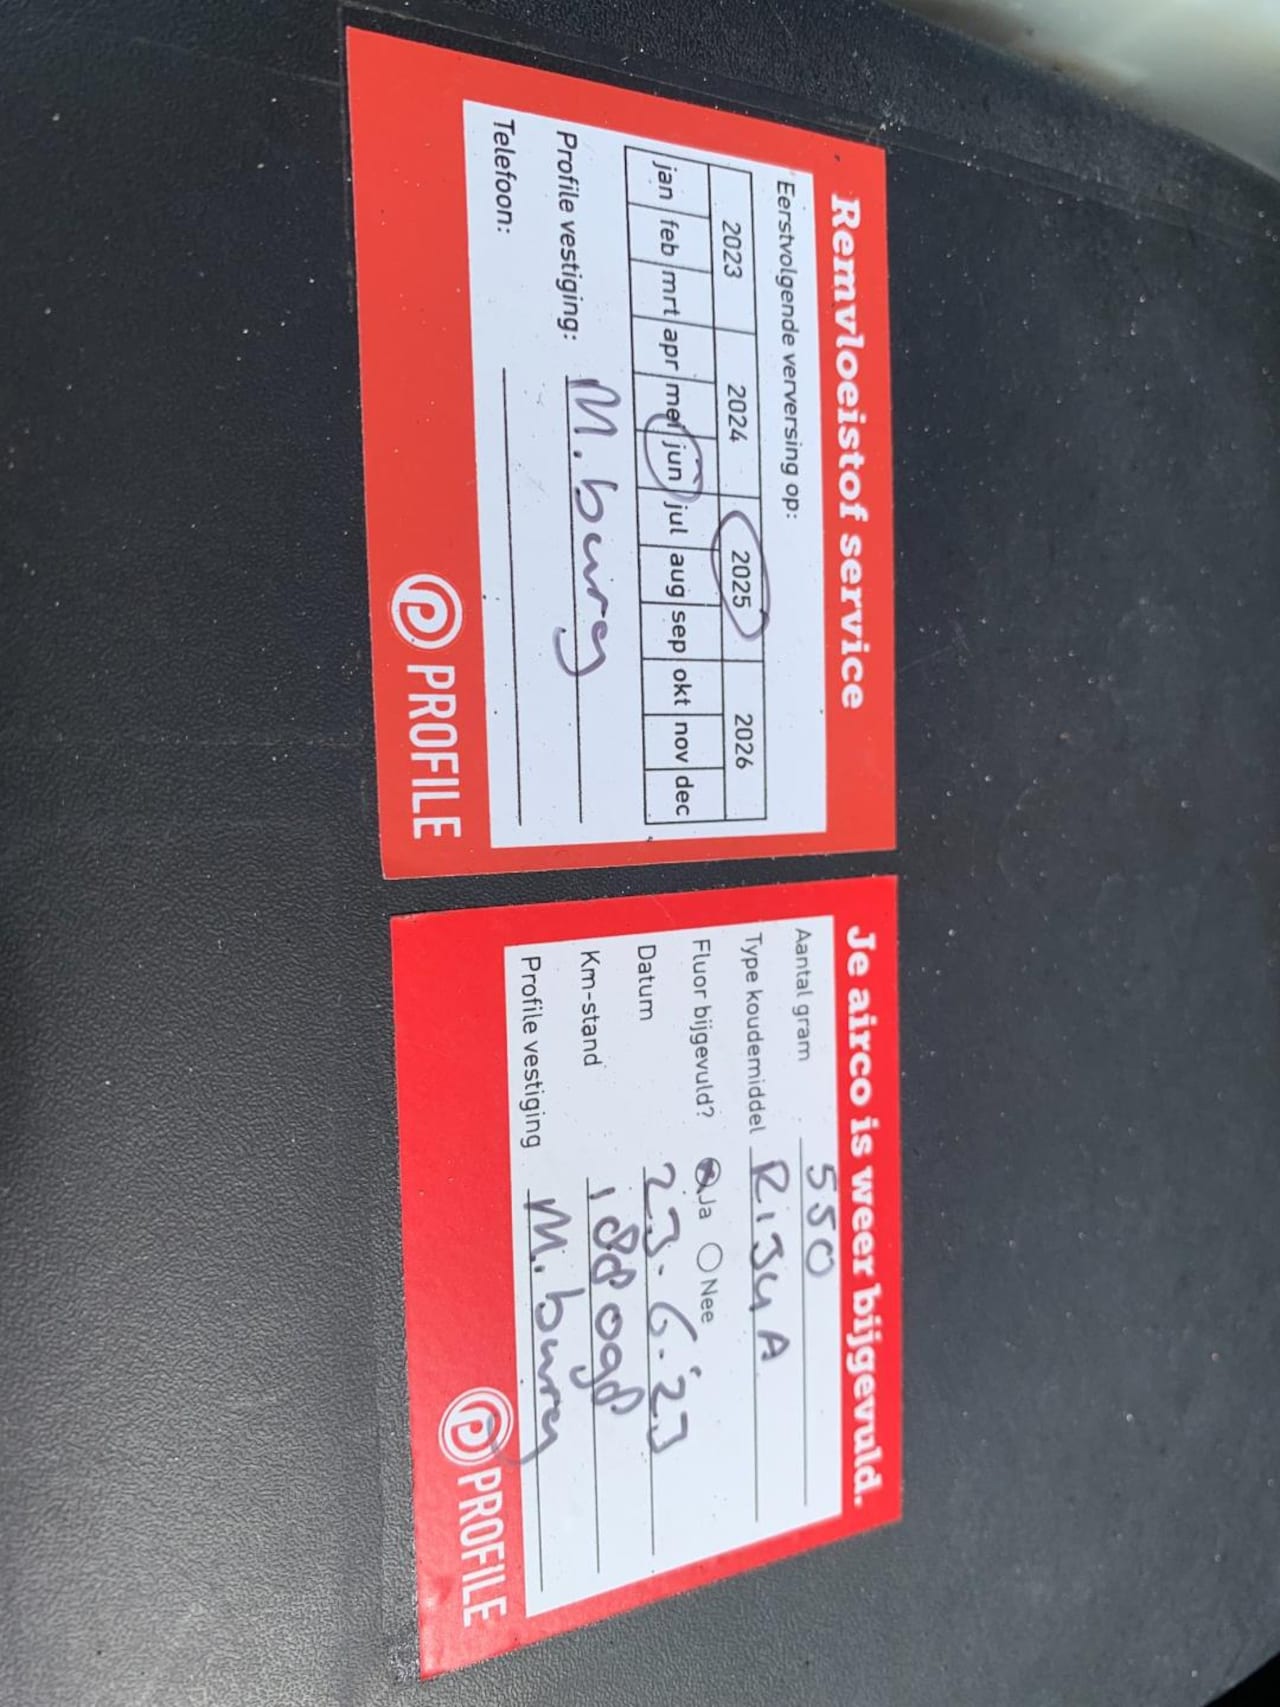 Remvloeistof service
Eerstvolgende verversing op:
2023 2024 2025 2026
jan feb mrt apr mei jun jul aug sep okt nov dec
Profile vestiging: M. burg
Telefoon:
PROFILE
Je airco is weer bijgevuld.
Aantal gram 550
Type koudemiddel R134A
Fluor bijgevuld? Ja Nee
Datum 23.6.'23
Km-stand 188098
Profile vestiging M. burg
PROFILE